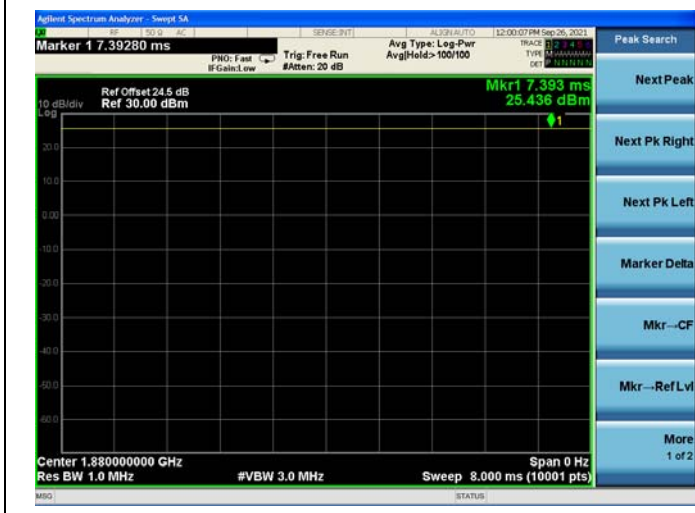 Agilent Spectrum Analyzer - Swept SA
RF 50 Ω AC SENSE:INT ALIGN AUTO 12:00:07 PM Sep 26, 2021
Marker 1 7.39280 ms
PNO: Fast
IFGain:Low
Trig: Free Run
#Atten: 20 dB
Avg Type: Log-Pwr
Avg|Hold:>100/100
TRACE 1 2 3 4 5 6
TYPE
DET P N N N N N
Peak Search
Mkr1 7.393 ms
25.436 dBm
Ref Offset 24.5 dB
10 dB/div Ref 30.00 dBm
Log
1
20.0
10.0
0.00
-10.0
-20.0
-30.0
-40.0
-50.0
-60.0
Next Peak
Next Pk Right
Next Pk Left
Marker Delta
Mkr→CF
Mkr→Ref Lvl
More
1 of 2
Center 1.880000000 GHz Span 0 Hz
Res BW 1.0 MHz #VBW 3.0 MHz Sweep 8.000 ms (10001 pts)
MSG STATUS